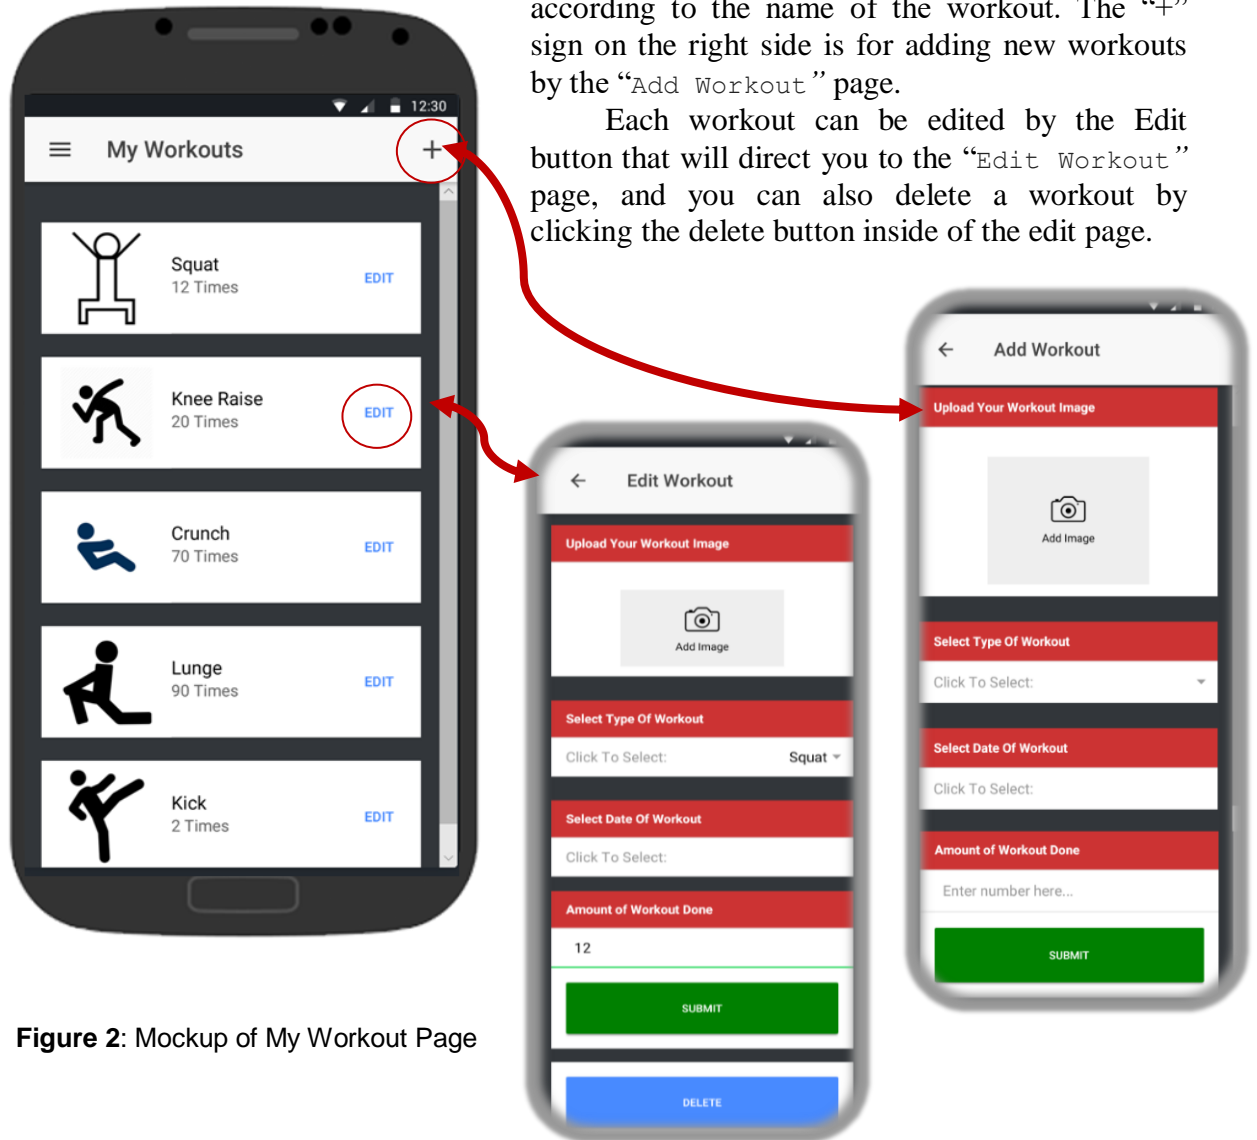 according to the name of the workout. The “+”
sign on the right side is for adding new workouts
by the “Add Workout” page.
Each workout can be edited by the Edit
button that will direct you to the “Edit Workout”
page, and you can also delete a workout by
clicking the delete button inside of the edit page.
12:30
My Workouts
+
Squat
12 Times
EDIT
Knee Raise
20 Times
EDIT
Crunch
70 Times
EDIT
Lunge
90 Times
EDIT
Kick
2 Times
EDIT
Edit Workout
Upload Your Workout Image
Add Image
Select Type Of Workout
Click To Select: Squat
Select Date Of Workout
Click To Select:
Amount of Workout Done
12
SUBMIT
DELETE
Add Workout
Upload Your Workout Image
Add Image
Select Type Of Workout
Click To Select:
Select Date Of Workout
Click To Select:
Amount of Workout Done
Enter number here...
SUBMIT
Figure 2: Mockup of My Workout Page